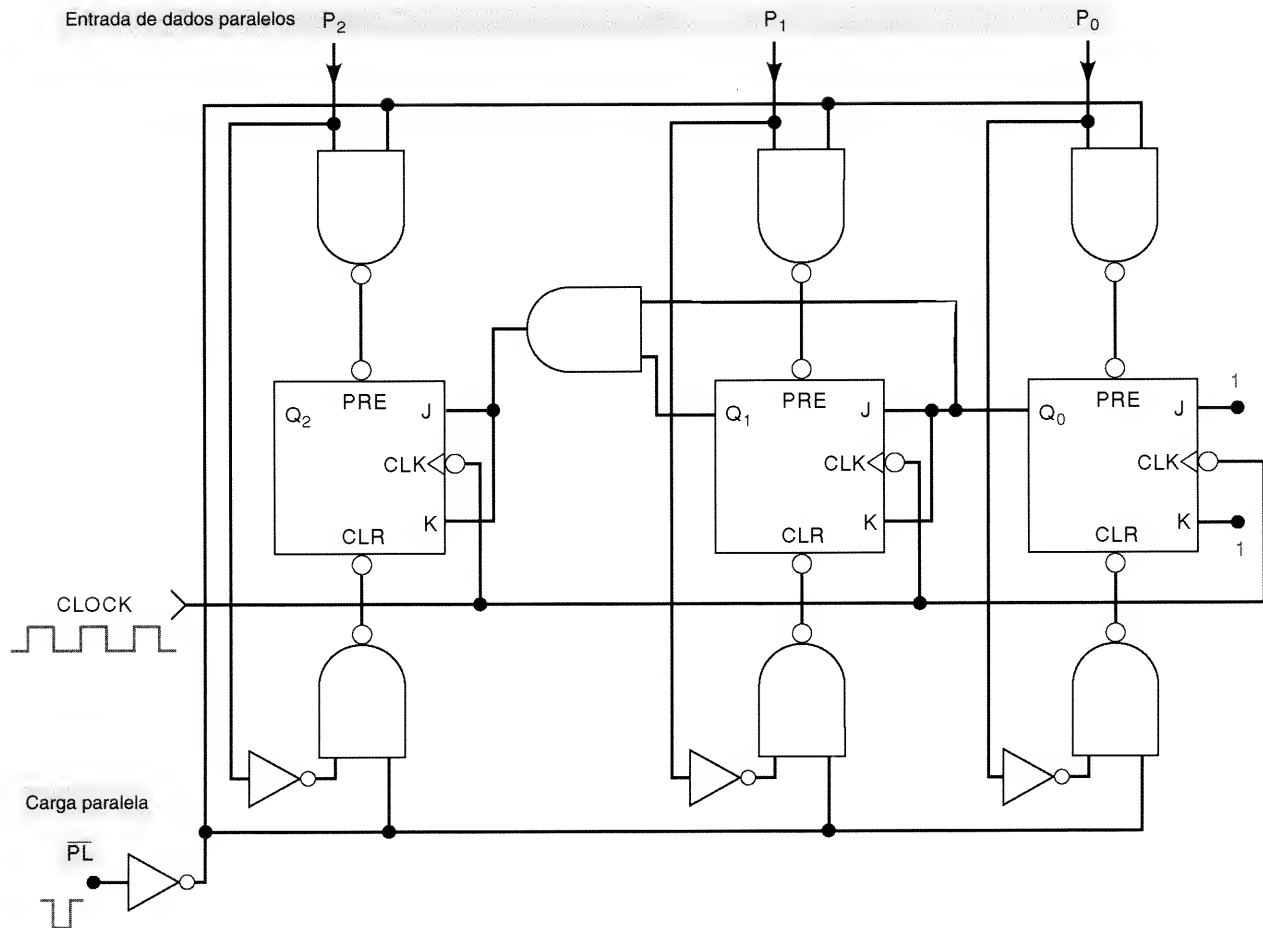 Entrada de dados paralelos P₂ P₁ P₀
PRE PRE PRE
Q₂ J Q₁ J Q₀ J 1
CLK CLK CLK
K K K 1
CLR CLR CLR
CLOCK
Carga paralela
P̅L̅